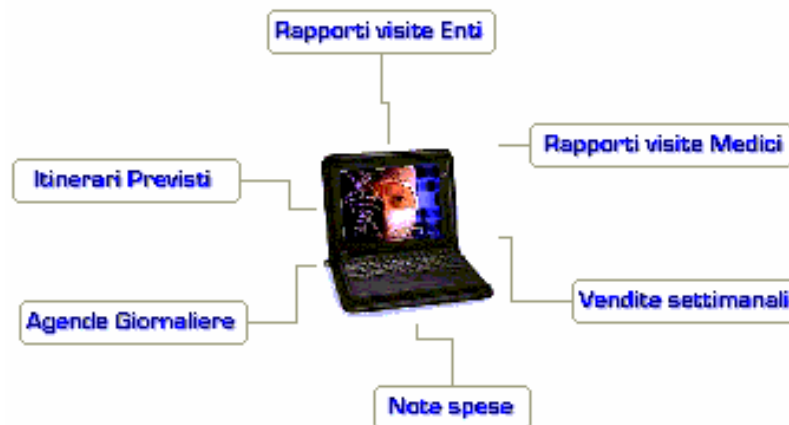 Rapporti visite Enti
Rapporti visite Medici
Itinerari Previsti
Vendite settimanali
Agende Giornaliere
Note spese